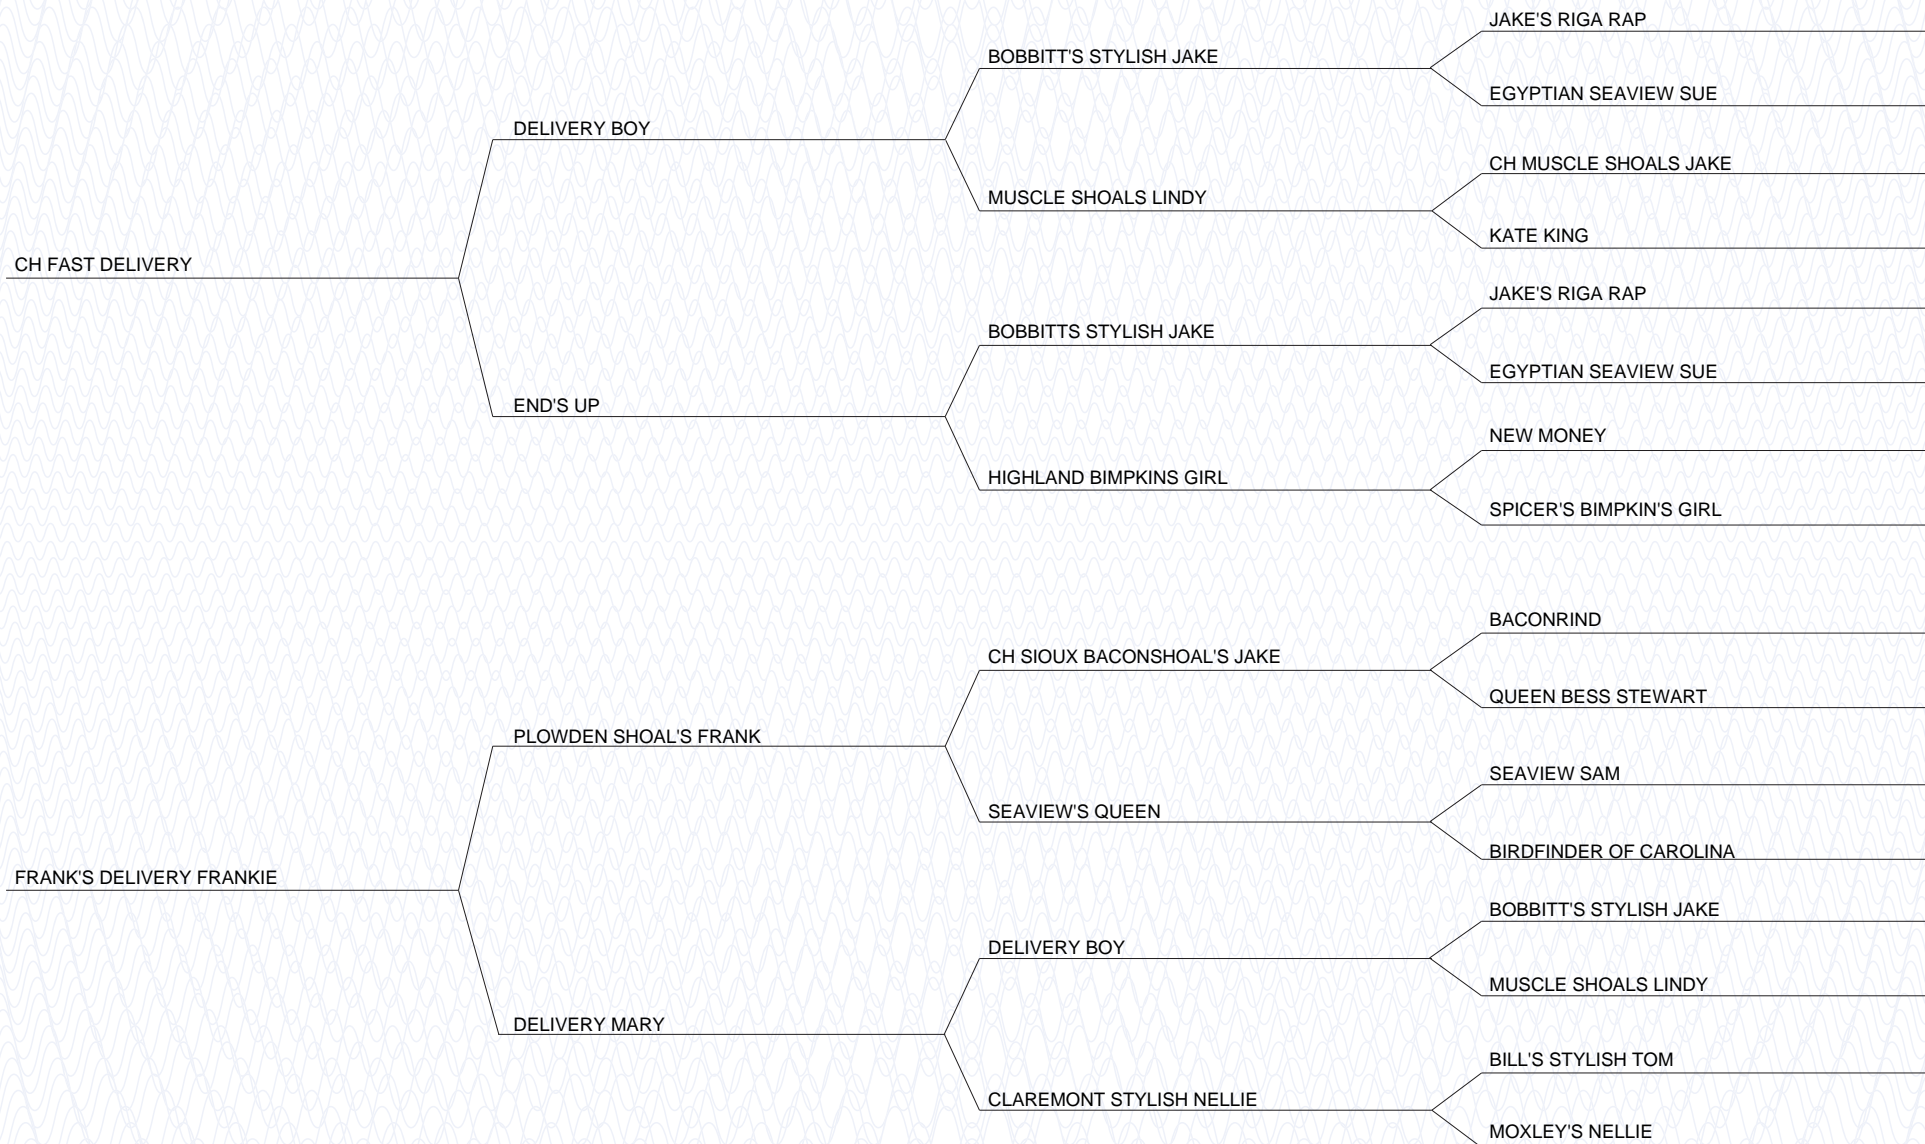 JAKE'S RIGA RAP
BOBBITT'S STYLISH JAKE
EGYPTIAN SEAVIEW SUE
DELIVERY BOY
CH MUSCLE SHOALS JAKE
MUSCLE SHOALS LINDY
KATE KING
CH FAST DELIVERY
JAKE'S RIGA RAP
BOBBITTS STYLISH JAKE
EGYPTIAN SEAVIEW SUE
END'S UP
NEW MONEY
HIGHLAND BIMPKINS GIRL
SPICER'S BIMPKIN'S GIRL
BACONRIND
CH SIOUX BACONSHOAL'S JAKE
QUEEN BESS STEWART
PLOWDEN SHOAL'S FRANK
SEAVIEW SAM
SEAVIEW'S QUEEN
BIRDFINDER OF CAROLINA
FRANK'S DELIVERY FRANKIE
BOBBITT'S STYLISH JAKE
DELIVERY BOY
MUSCLE SHOALS LINDY
DELIVERY MARY
BILL'S STYLISH TOM
CLAREMONT STYLISH NELLIE
MOXLEY'S NELLIE